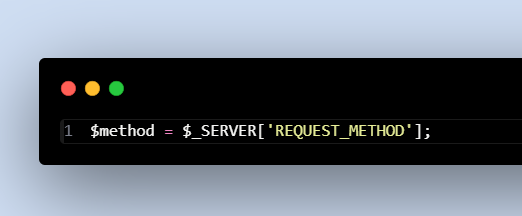 1 $method = $_SERVER['REQUEST_METHOD'];